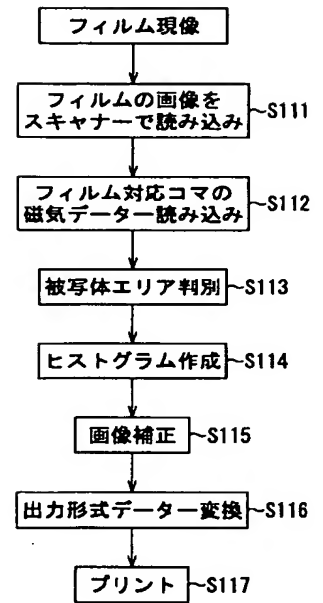 フィルム現像
フィルムの画像を
スキャナーで読み込み
~S111
フィルム対応コマの
磁気データー読み込み
~S112
被写体エリア判別~S113
ヒストグラム作成~S114
画像補正~S115
出力形式データー変換~S116
プリント~S117